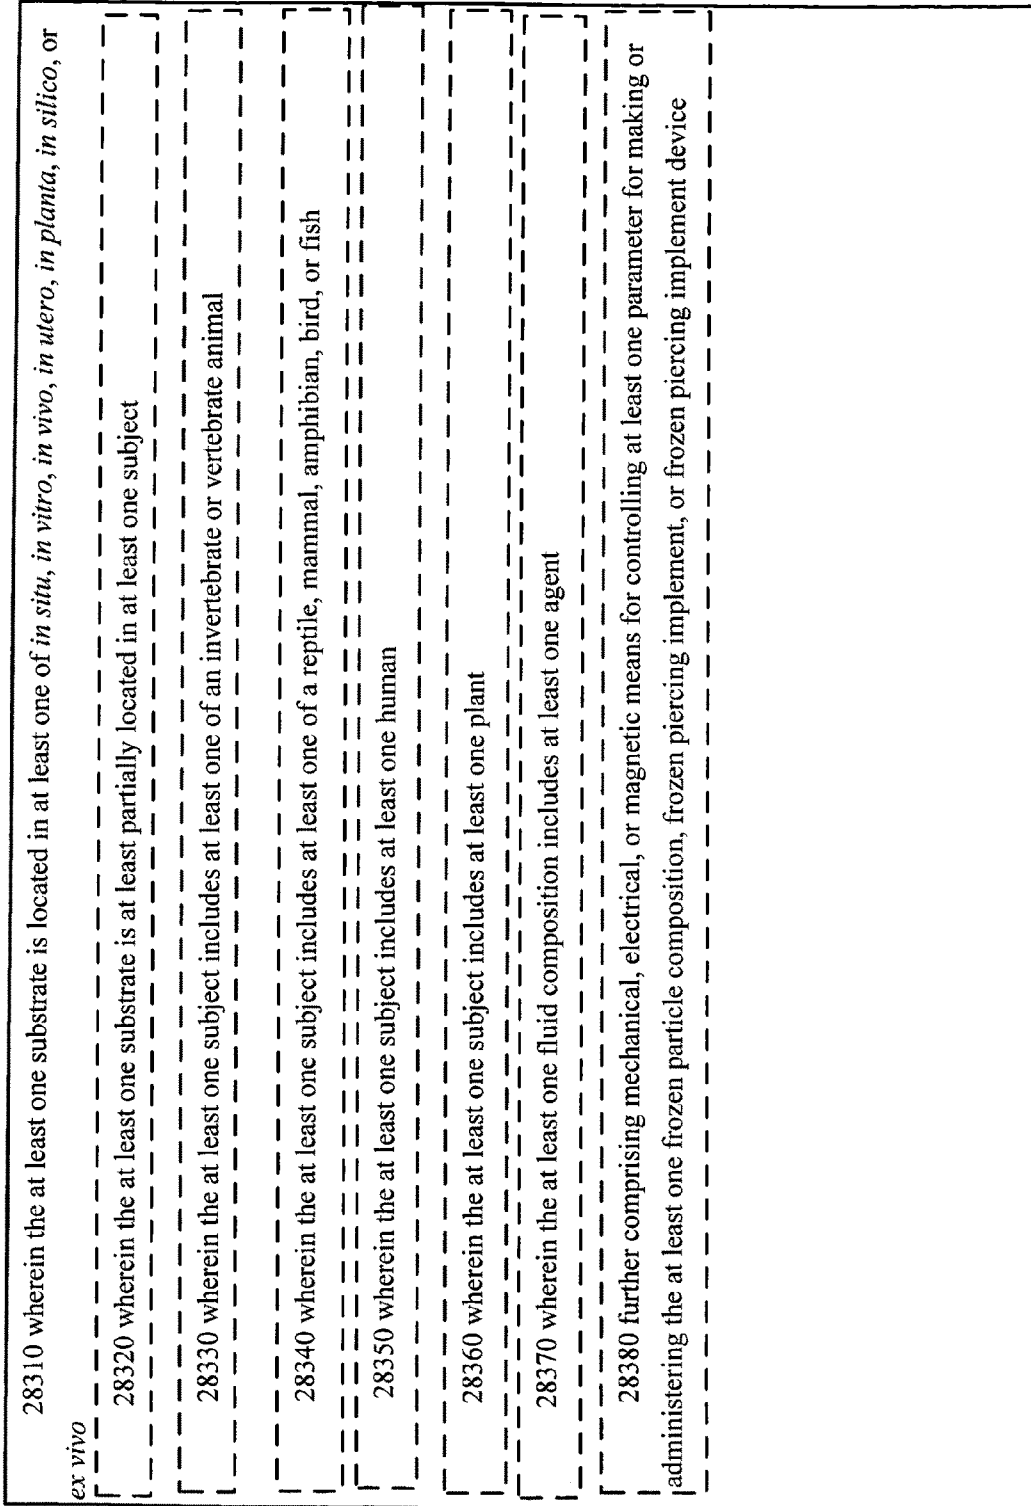 28310 wherein the at least one substrate is located in at least one of in situ, in vitro, in vivo, in utero, in planta, in silico, or
ex vivo
28320 wherein the at least one substrate is at least partially located in at least one subject
28330 wherein the at least one subject includes at least one of an invertebrate or vertebrate animal
28340 wherein the at least one subject includes at least one of a reptile, mammal, amphibian, bird, or fish
28350 wherein the at least one subject includes at least one human
28360 wherein the at least one subject includes at least one plant
28370 wherein the at least one fluid composition includes at least one agent
28380 further comprising mechanical, electrical, or magnetic means for controlling at least one parameter for making or
administering the at least one frozen particle composition, frozen piercing implement, or frozen piercing implement device